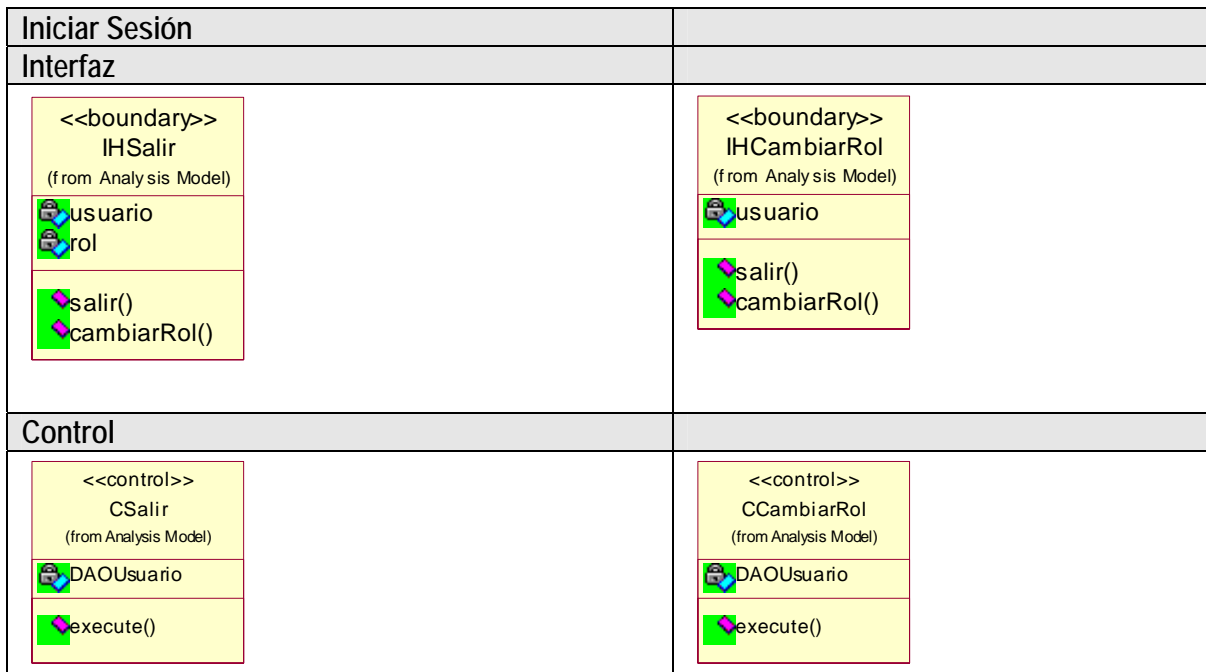 Iniciar Sesión
Interfaz
<<boundary>>
IHSalir
(from Analysis Model)
usuario
rol
salir()
cambiarRol()
<<boundary>>
IHCambiarRol
(from Analysis Model)
usuario
salir()
cambiarRol()
Control
<<control>>
CSalir
(from Analysis Model)
DAOUsuario
execute()
<<control>>
CCambiarRol
(from Analysis Model)
DAOUsuario
execute()